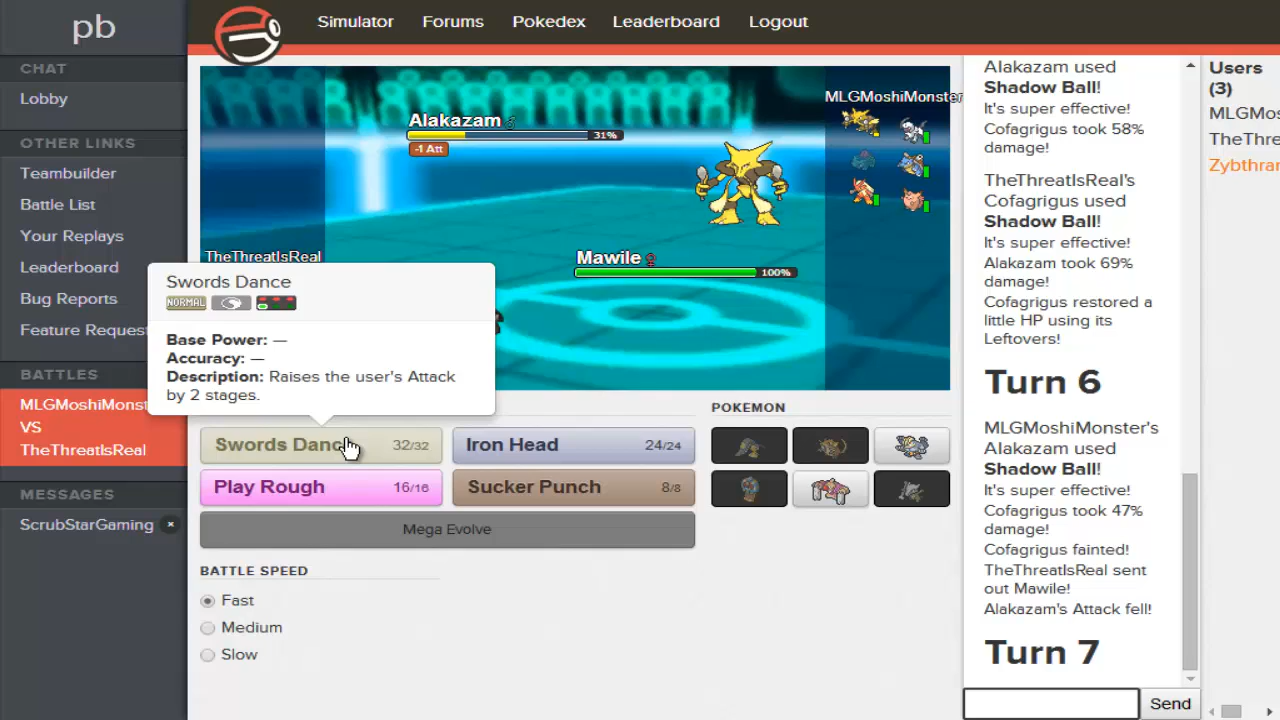 pb
Simulator
Forums
Pokedex
Leaderboard
Logout
CHAT
Lobby
OTHER LINKS
Teambuilder
Battle List
Your Replays
Leaderboard
Bug Reports
Feature Request
BATTLES
MLGMoshiMonst
VS
TheThreatIsReal
MESSAGES
ScrubStarGaming ×
Alakazam♂
31%
-1 Att
MLGMoshiMonster
TheThreatIsReal
Mawile♀
100%
Swords Dance
NORMAL
Base Power: —
Accuracy: —
Description: Raises the user's Attack
by 2 stages.
Swords Danc 32/32
Iron Head 24/24
Play Rough 16/16
Sucker Punch 8/8
Mega Evolve
POKEMON
BATTLE SPEED
Fast
Medium
Slow
Alakazam used
Shadow Ball!
It's super effective!
Cofagrigus took 58%
damage!
TheThreatIsReal's
Cofagrigus used
Shadow Ball!
It's super effective!
Alakazam took 69%
damage!
Cofagrigus restored a
little HP using its
Leftovers!
Turn 6
MLGMoshiMonster's
Alakazam used
Shadow Ball!
It's super effective!
Cofagrigus took 47%
damage!
Cofagrigus fainted!
TheThreatIsReal sent
out Mawile!
Alakazam's Attack fell!
Turn 7
Send
Users
(3)
MLGMo
TheThre
Zybthrar